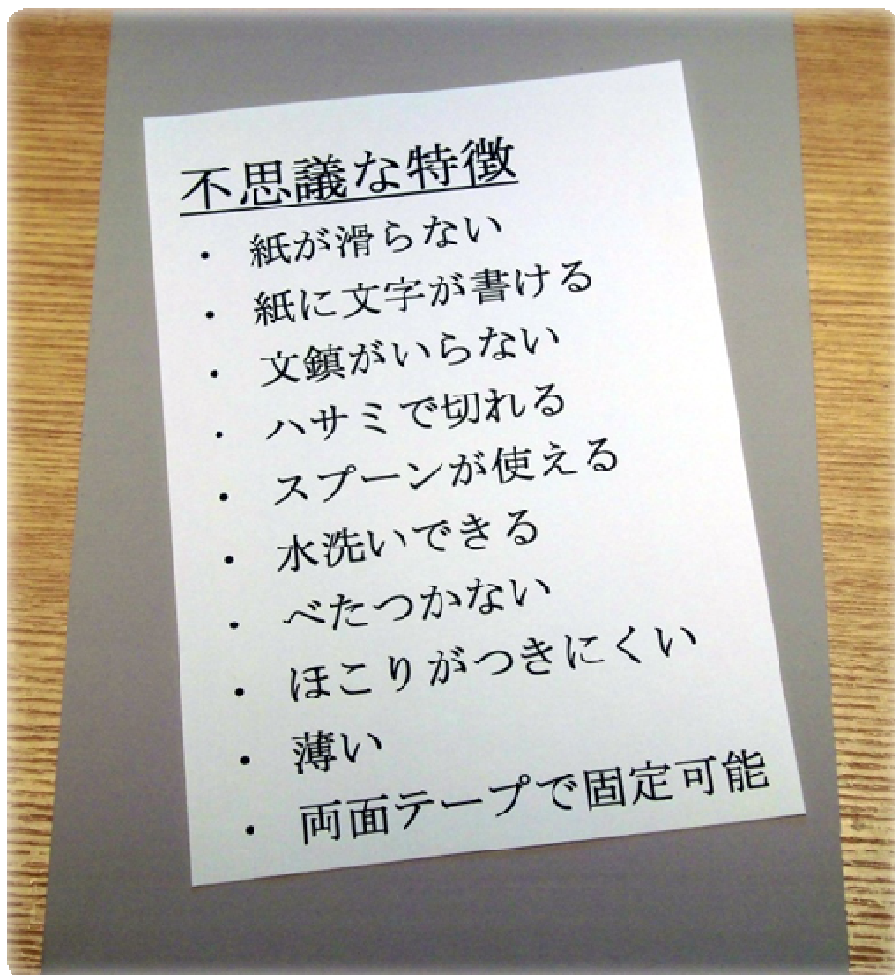 不思議な特徴
・ 紙が滑らない
・ 紙に文字が書ける
・ 文鎮がいらない
・ ハサミで切れる
・ スプーンが使える
・ 水洗いできる
・ べたつかない
・ ほこりがつきにくい
・ 薄い
・ 両面テープで固定可能